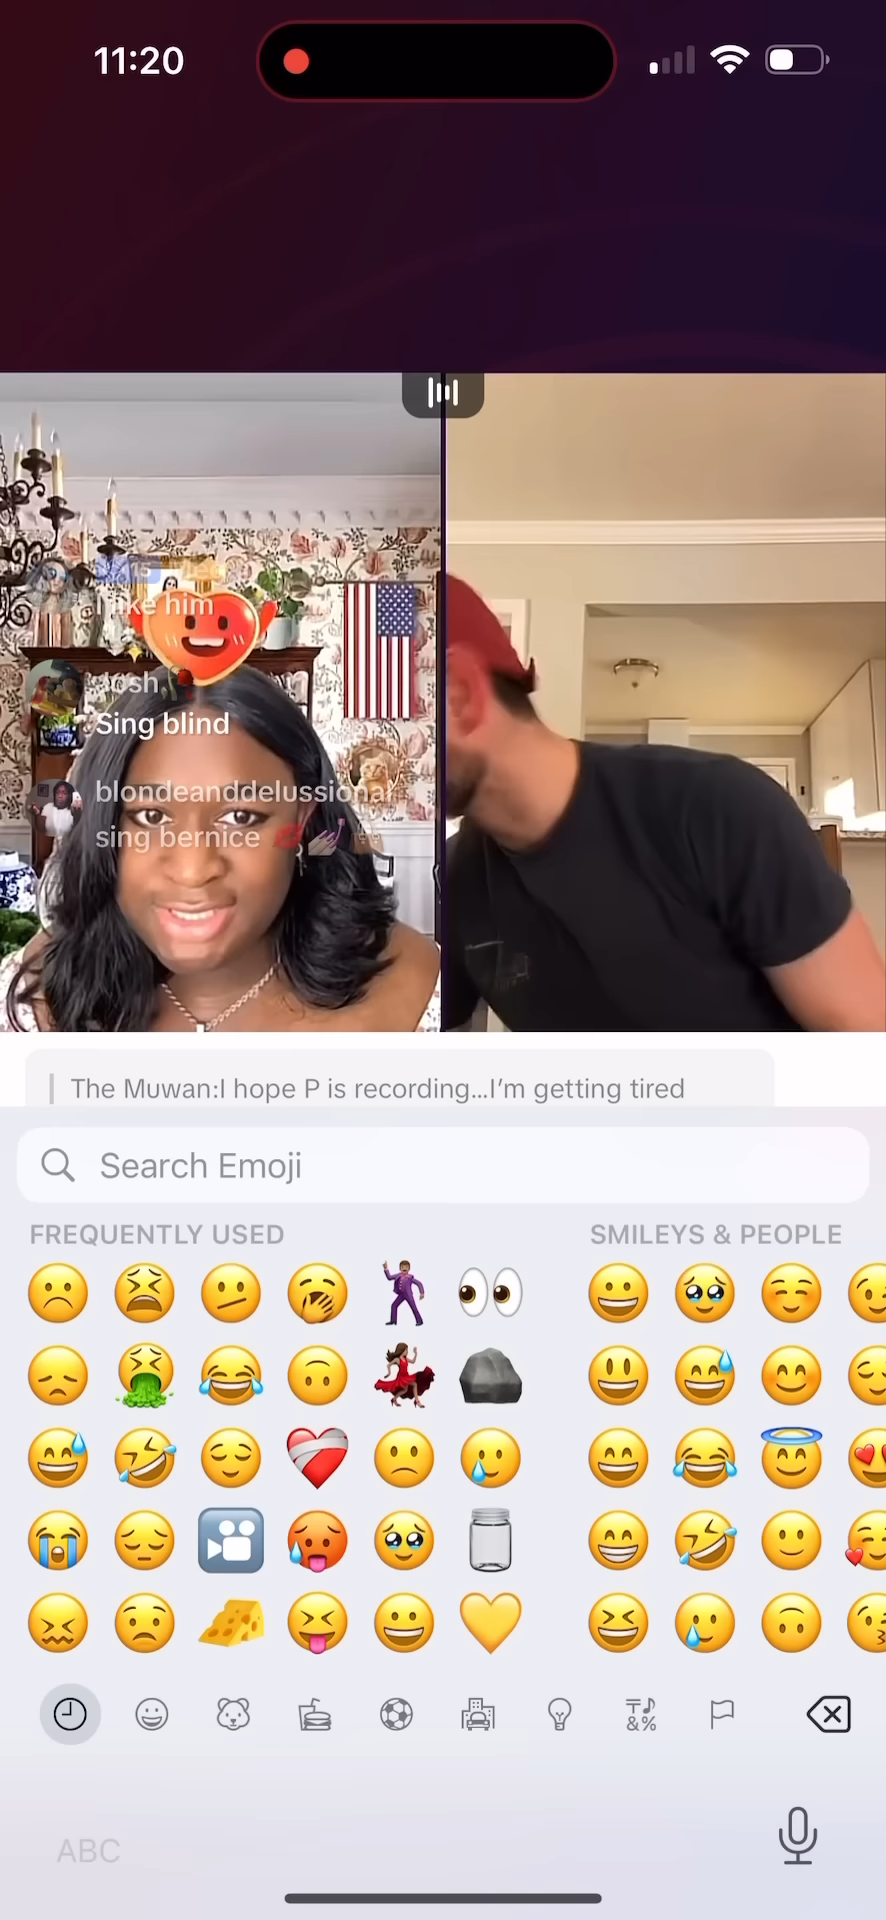 11:20
like him
josh
Sing blind
blondeanddelussional
sing bernice
The Muwan:I hope P is recording...I'm getting tired
Search Emoji
FREQUENTLY USED
SMILEYS & PEOPLE
&%
ABC